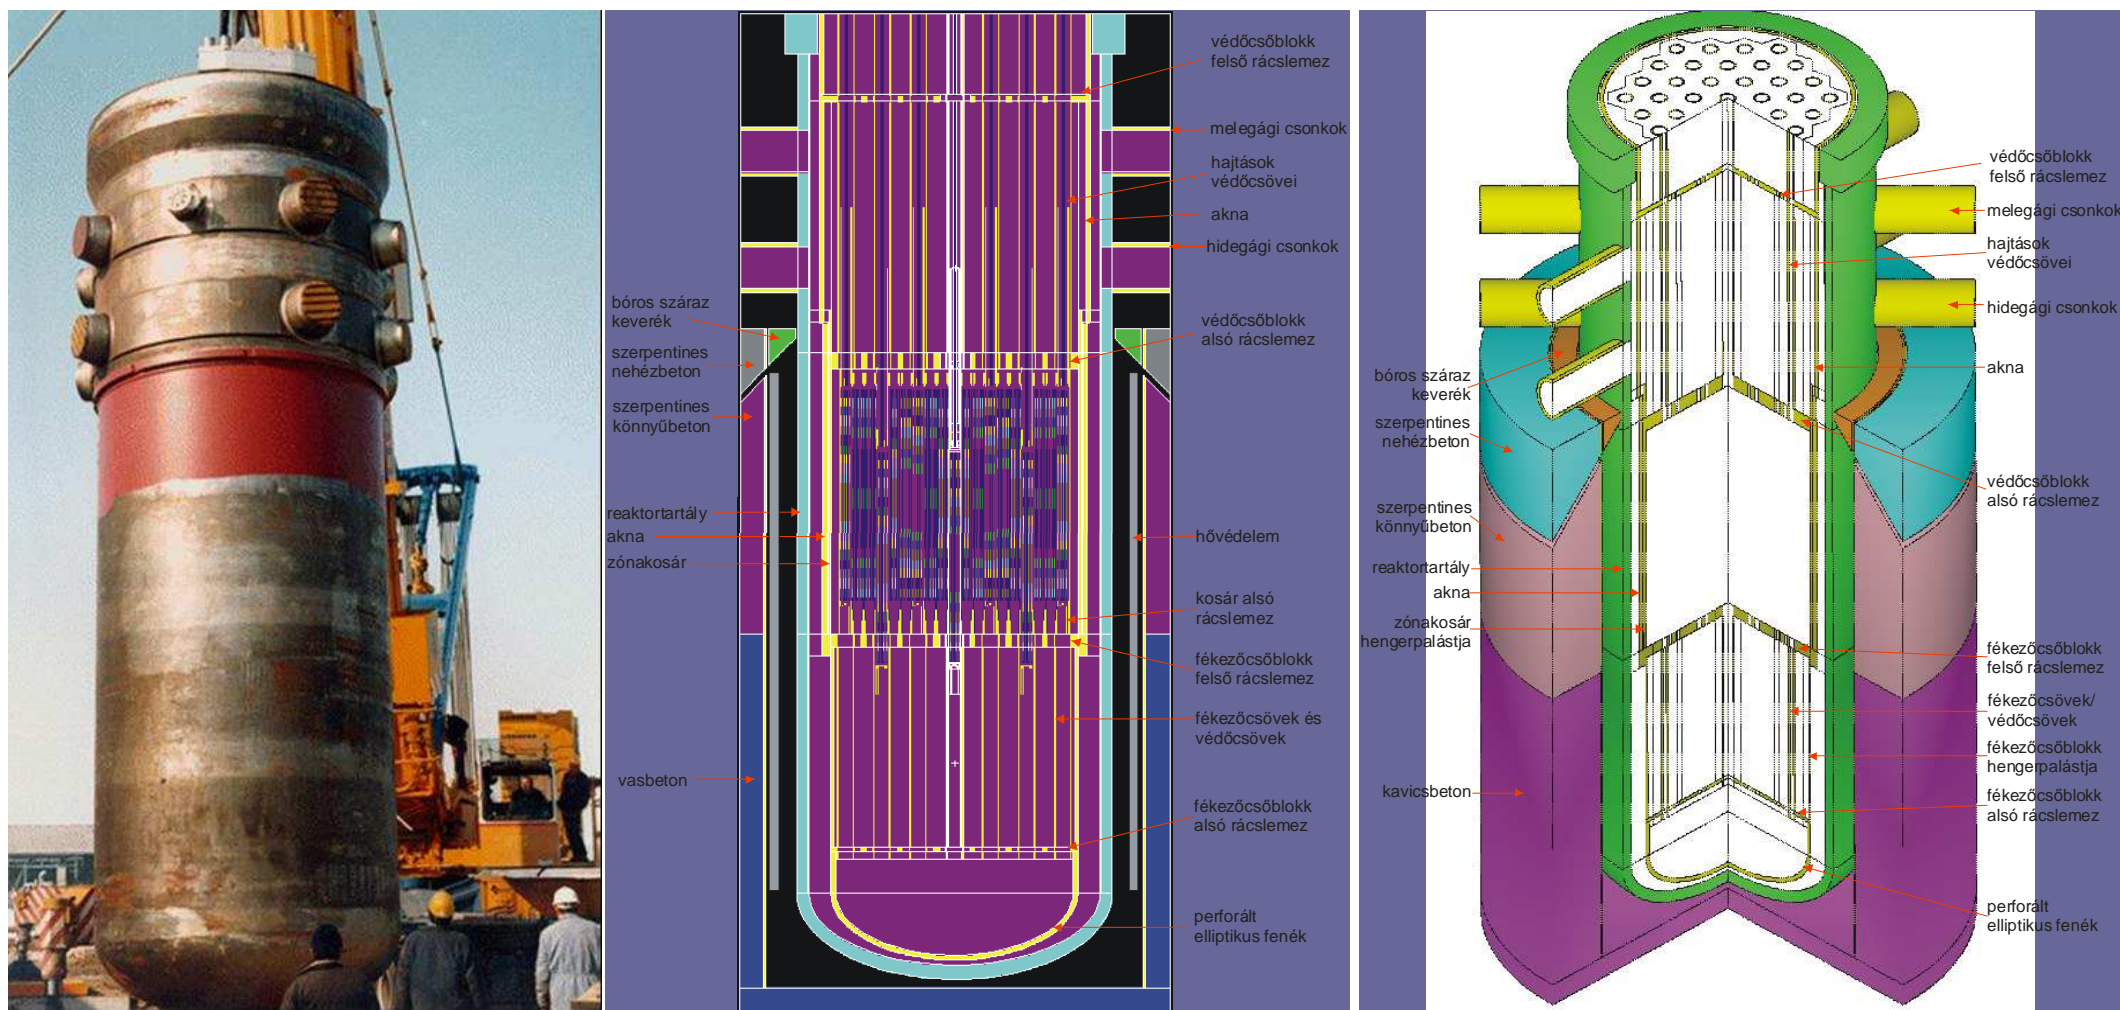 védőcsőblokk
felső rácslemez
melegági csonkok
hajtások
védőcsövei
akna
hidegági csonkok
bóros száraz
keverék
védőcsőblokk
alsó rácslemez
szerpentines
nehézbeton
szerpentines
könnyűbeton
reaktortartály
akna
zónakosár
hővédelem
kosár alsó
rácslemez
fékezőcsőblokk
felső rácslemez
fékezőcsövek és
védőcsövek
vasbeton
fékezőcsőblokk
alsó rácslemez
perforált
elliptikus fenék
védőcsőblokk
felső rácslemez
melegági csonkok
hajtások
védőcsövei
hidegági csonkok
akna
bóros száraz
keverék
szerpentines
nehézbeton
védőcsőblokk
alsó rácslemez
szerpentines
könnyűbeton
reaktortartály
akna
zónakosár
hengerpalástja
fékezőcsőblokk
felső rácslemez
fékezőcsövek/
védőcsövek
fékezőcsőblokk
hengerpalástja
kavicsbeton
fékezőcsőblokk
alsó rácslemez
perforált
elliptikus fenék